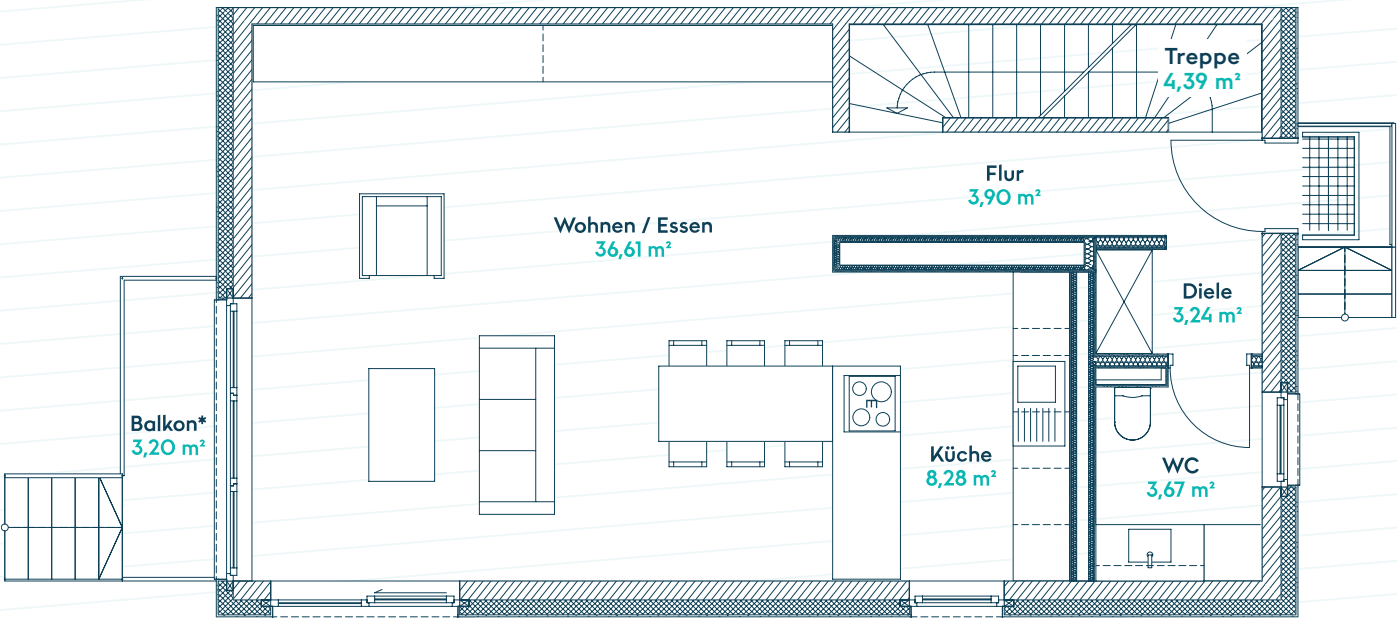 Treppe
4,39 m²
Flur
3,90 m²
Wohnen / Essen
36,61 m²
Diele
3,24 m²
Balkon*
3,20 m²
Küche
8,28 m²
WC
3,67 m²
E